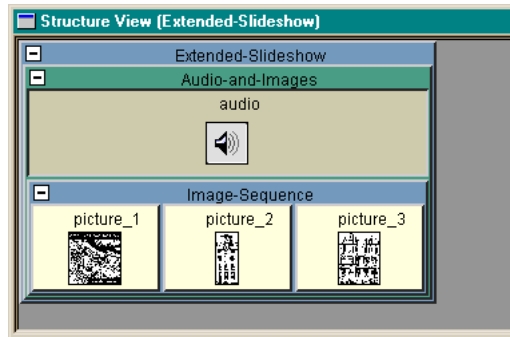 Structure View (Extended-Slideshow)
Extended-Slideshow
Audio-and-Images
audio
Image-Sequence
picture_1 picture_2 picture_3